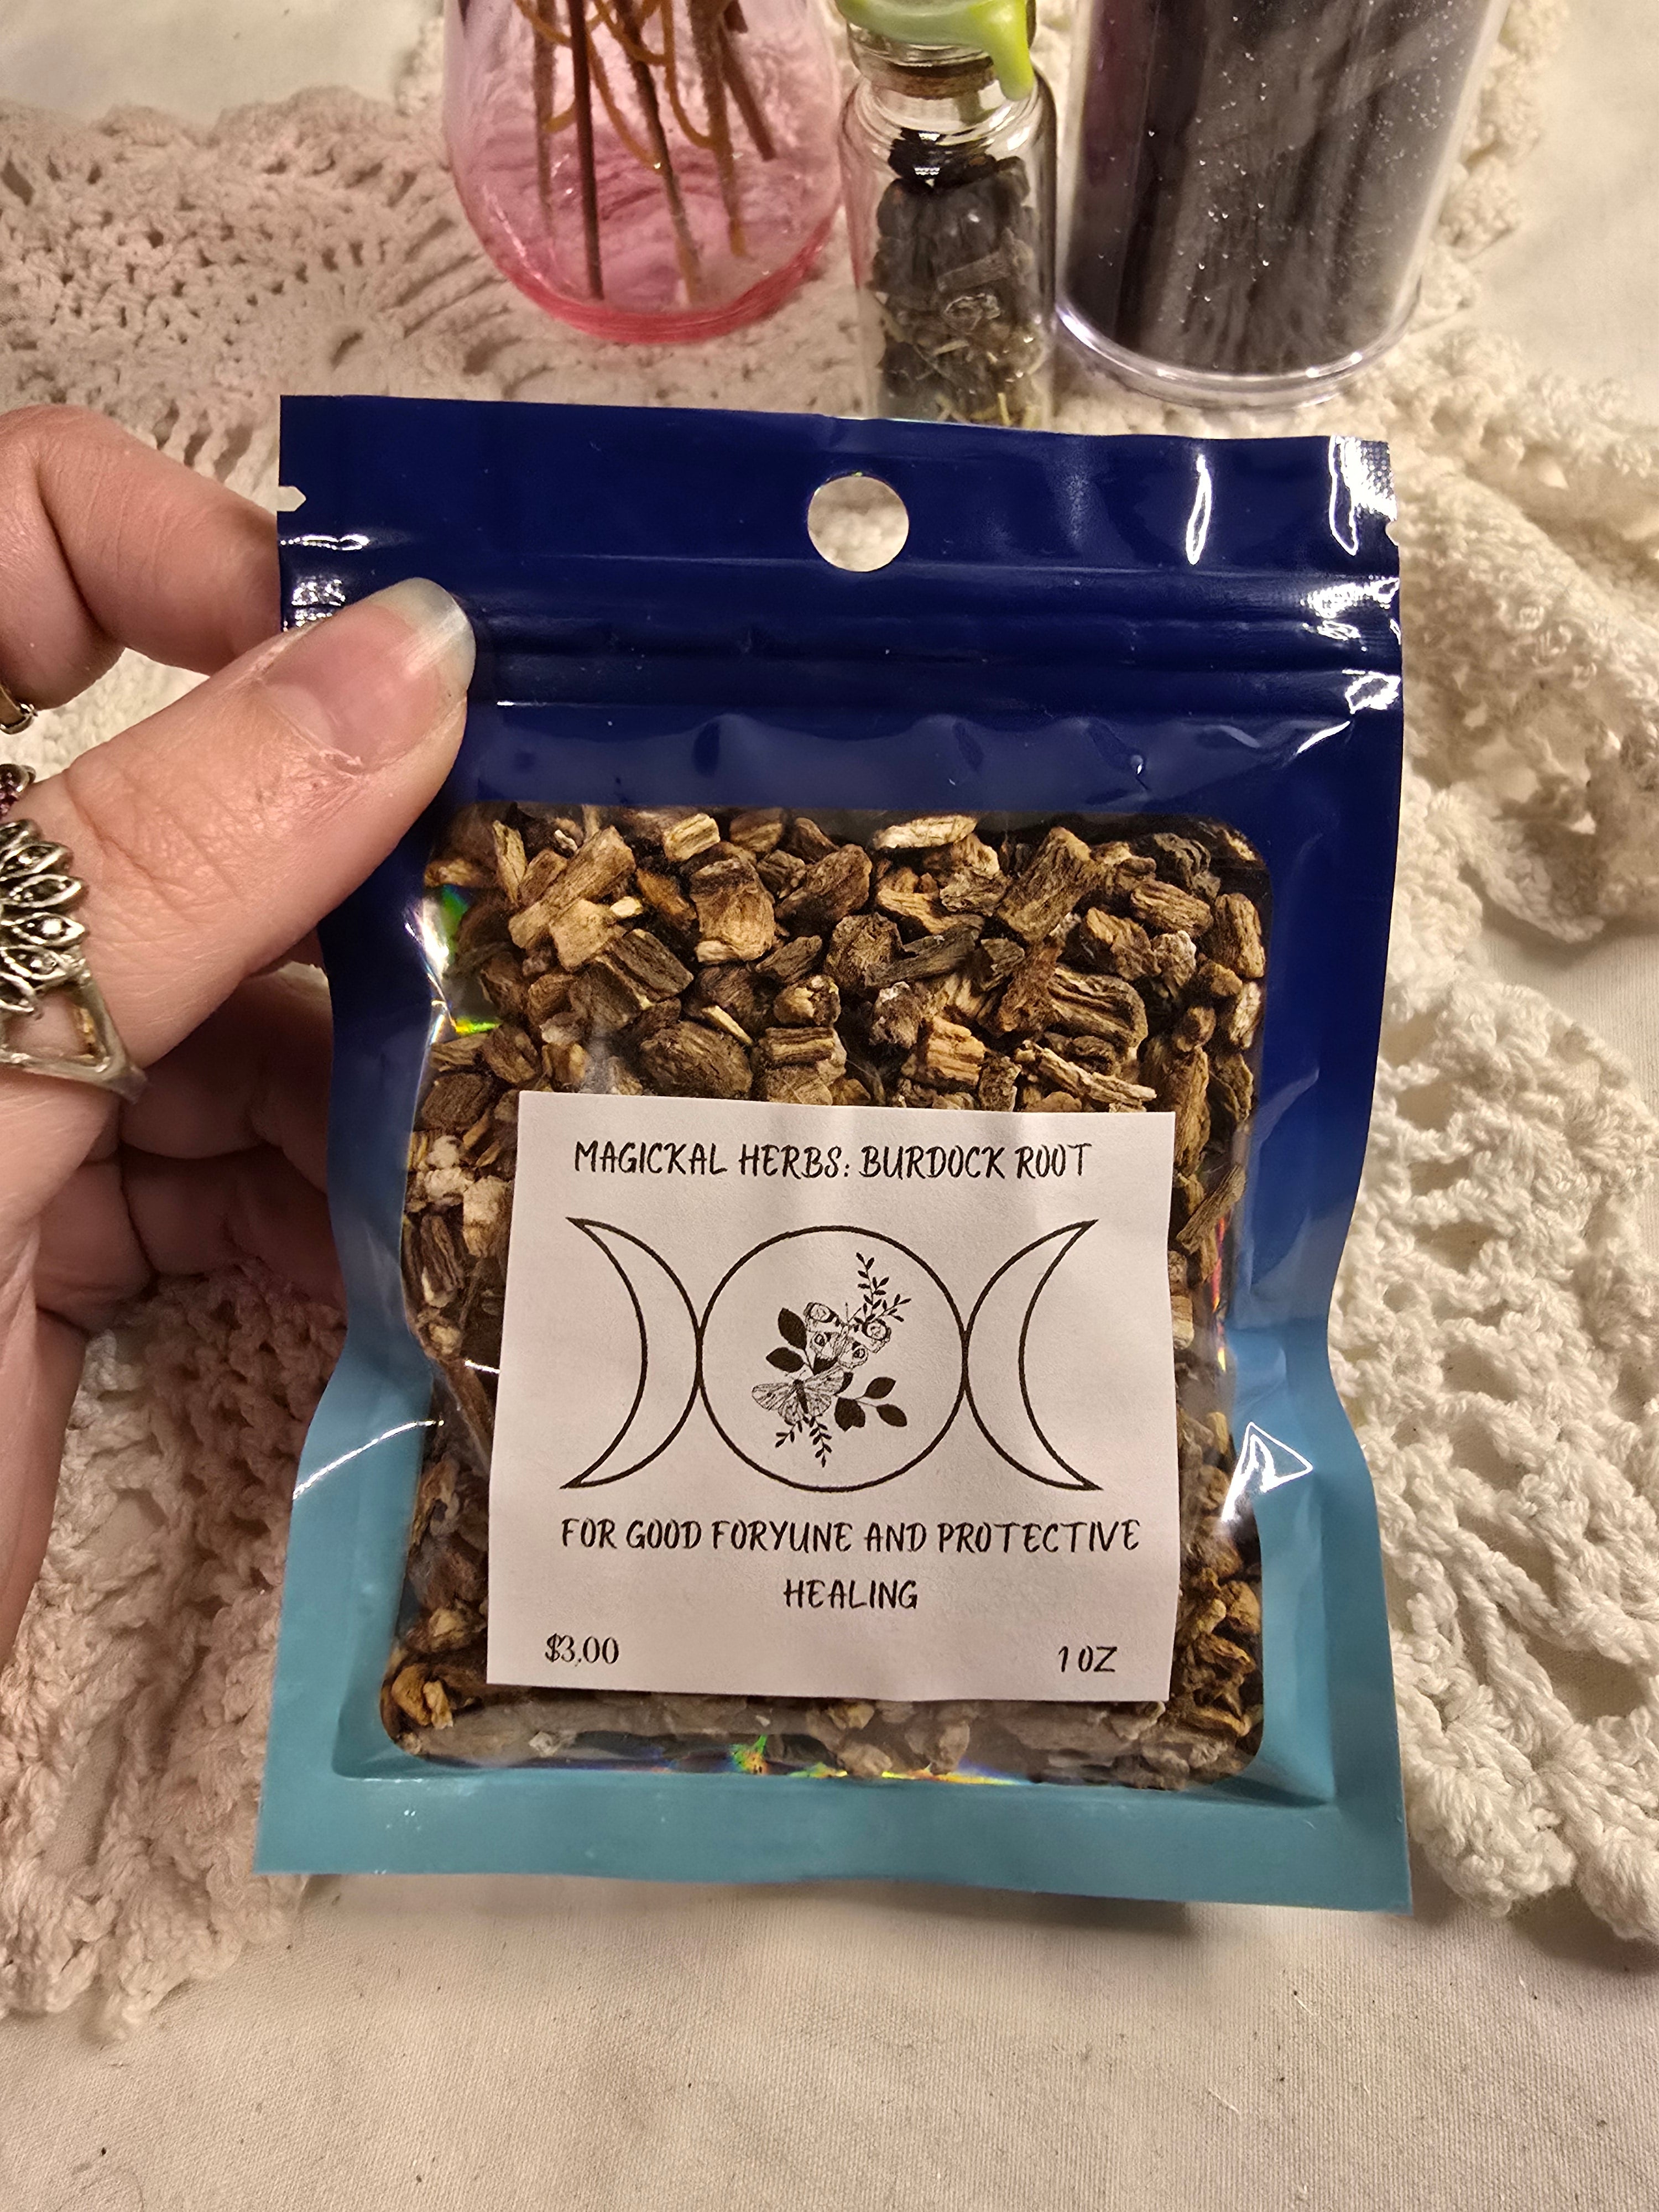 MAGICKAL HERBS: BURDOCK ROOT
FOR GOOD FORYUNE AND PROTECTIVE
HEALING
$3.00 1 OZ